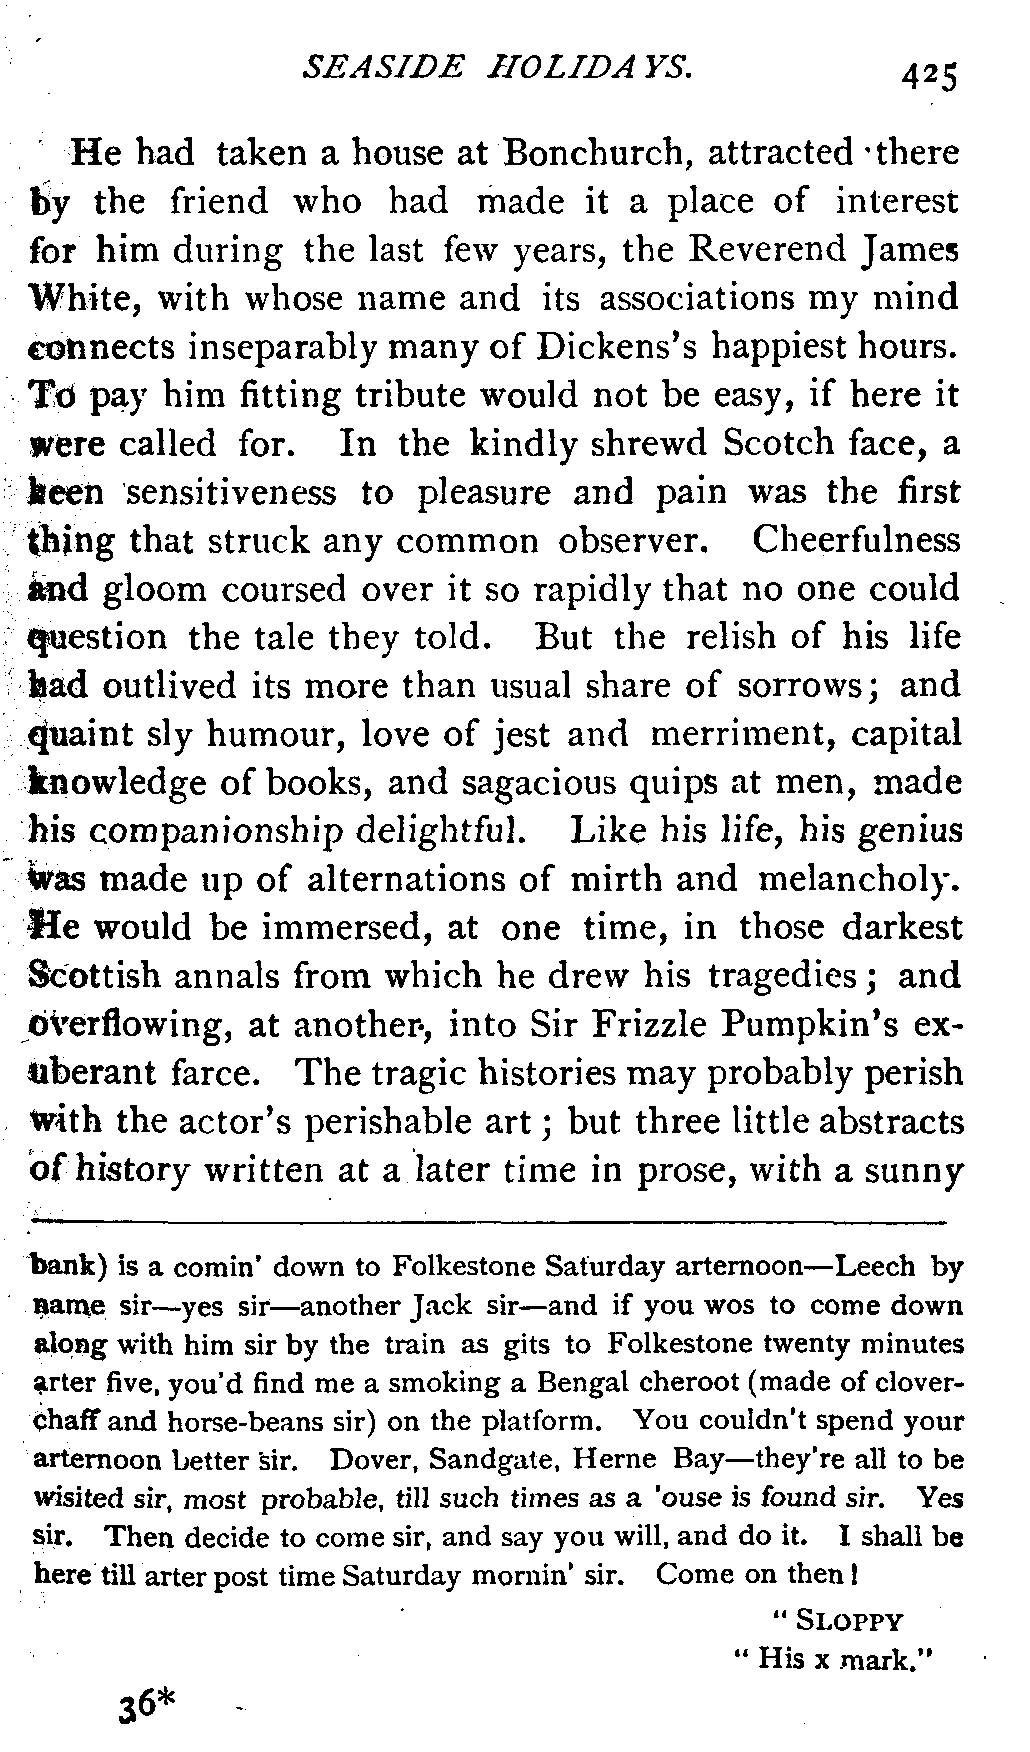 SEASIDE HOLIDAYS. 425
He had taken a house at Bonchurch, attracted there
by the friend who had made it a place of interest
for him during the last few years, the Reverend James
White, with whose name and its associations my mind
connects inseparably many of Dickens's happiest hours.
To pay him fitting tribute would not be easy, if here it
were called for. In the kindly shrewd Scotch face, a
keen sensitiveness to pleasure and pain was the first
thing that struck any common observer. Cheerfulness
and gloom coursed over it so rapidly that no one could
question the tale they told. But the relish of his life
had outlived its more than usual share of sorrows; and
quaint sly humour, love of jest and merriment, capital
knowledge of books, and sagacious quips at men, made
his companionship delightful. Like his life, his genius
was made up of alternations of mirth and melancholy.
He would be immersed, at one time, in those darkest
Scottish annals from which he drew his tragedies; and
overflowing, at another, into Sir Frizzle Pumpkin's ex-
uberant farce. The tragic histories may probably perish
with the actor's perishable art; but three little abstracts
of history written at a later time in prose, with a sunny
bank) is a comin' down to Folkestone Saturday arternoon—Leech by
name sir—yes sir—another Jack sir—and if you wos to come down
along with him sir by the train as gits to Folkestone twenty minutes
arter five, you'd find me a smoking a Bengal cheroot (made of clover-
chaff and horse-beans sir) on the platform. You couldn't spend your
arternoon better sir. Dover, Sandgate, Herne Bay—they're all to be
wisited sir, most probable, till such times as a 'ouse is found sir. Yes
sir. Then decide to come sir, and say you will, and do it. I shall be
here till arter post time Saturday mornin' sir. Come on then!
"SLOPPY
"His x mark."
36*